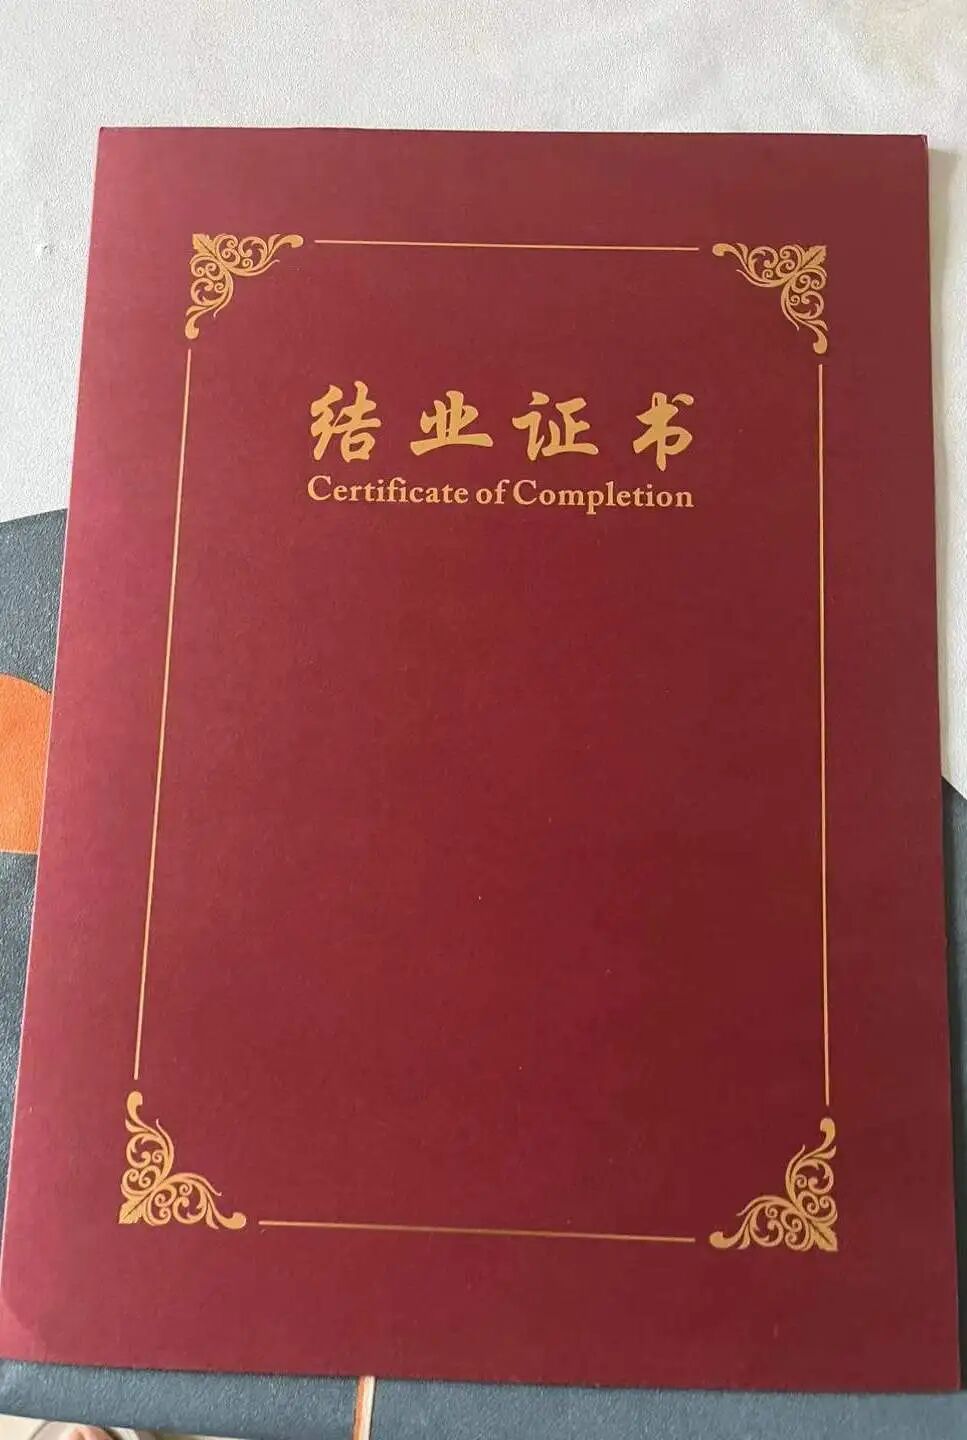 结业证书
Certificate of Completion